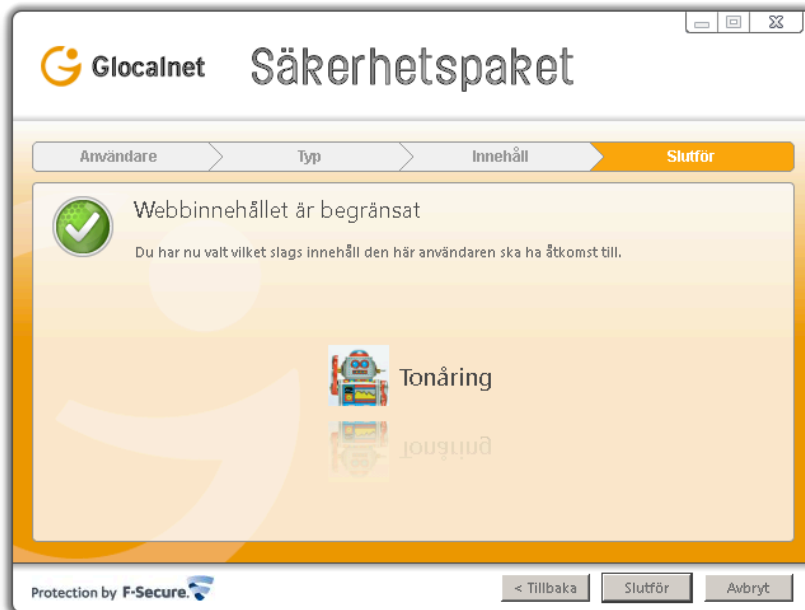 Glocalnet
Säkerhetspaket
Användare
Typ
Innehåll
Slutför
Webbinnehållet är begränsat
Du har nu valt vilket slags innehåll den här användaren ska ha åtkomst till.
Tonåring
Tonåring
Protection by F-Secure.
< Tillbaka
Slutför
Avbryt